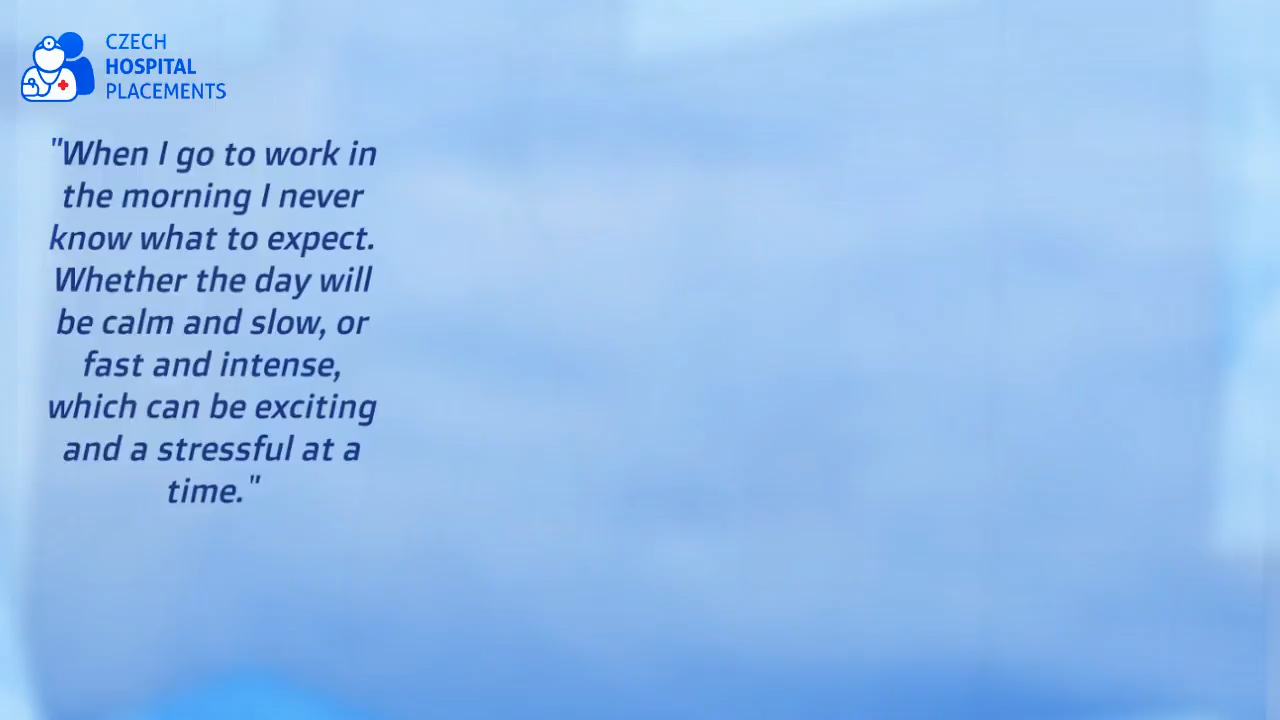 CZECH
HOSPITAL
PLACEMENTS
"When I go to work in
the morning I never
know what to expect.
Whether the day will
be calm and slow, or
fast and intense,
which can be exciting
and a stressful at a
time."